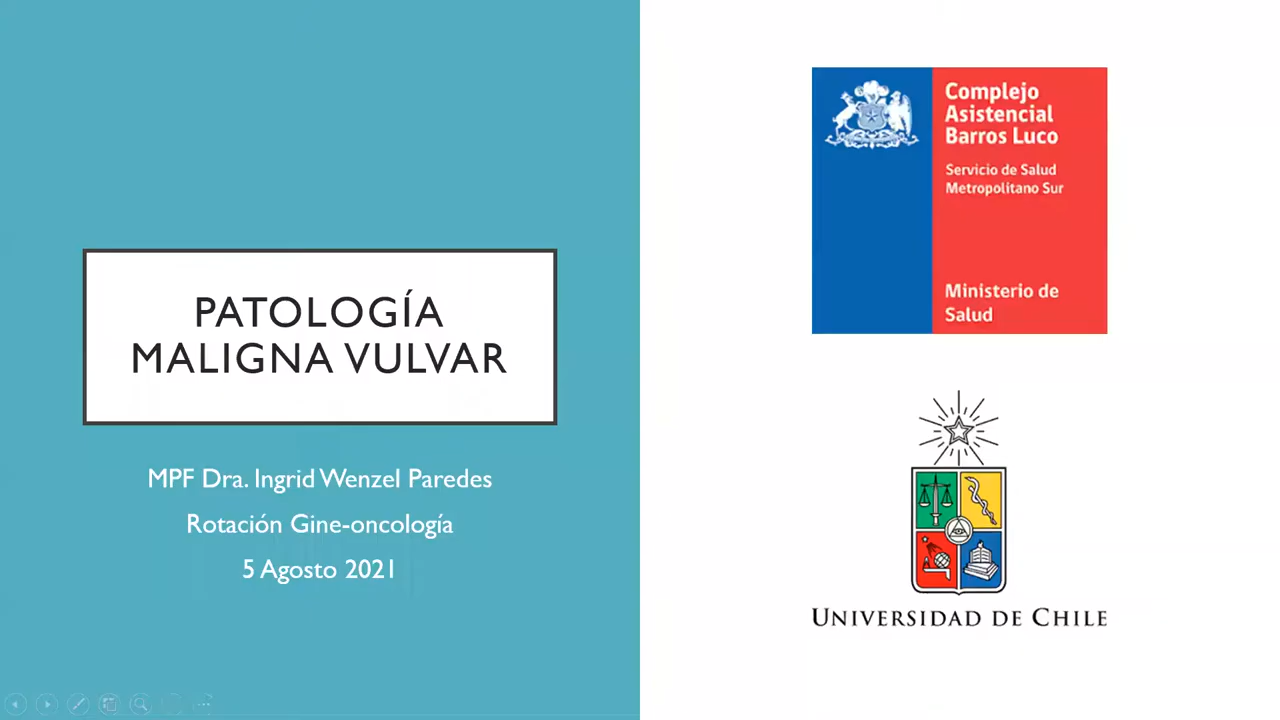 PATOLOGÍA
MALIGNA VULVAR
MPF Dra. Ingrid Wenzel Paredes
Rotación Gine-oncología
5 Agosto 2021
Complejo
Asistencial
Barros Luco
Servicio de Salud
Metropolitano Sur
Ministerio de
Salud
UNIVERSIDAD DE CHILE